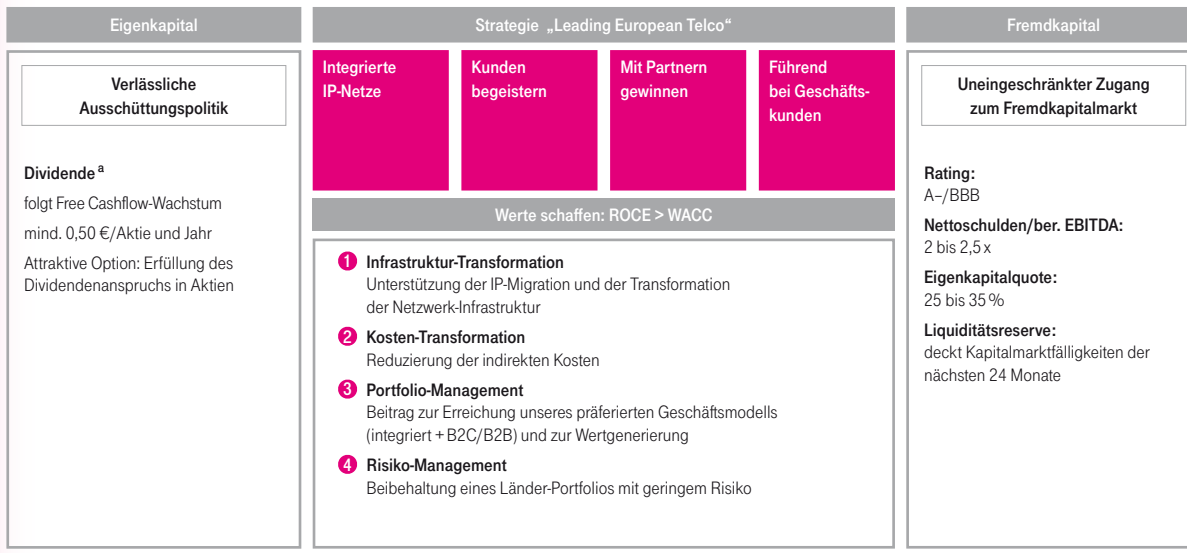 Eigenkapital
Verlässliche
Ausschüttungspolitik
Dividende a
folgt Free Cashflow-Wachstum
mind. 0,50 €/Aktie und Jahr
Attraktive Option: Erfüllung des
Dividendenanspruchs in Aktien
Strategie „Leading European Telco“
Integrierte
IP-Netze
Kunden
begeistern
Mit Partnern
gewinnen
Führend
bei Geschäfts-
kunden
Werte schaffen: ROCE > WACC
1 Infrastruktur-Transformation
Unterstützung der IP-Migration und der Transformation
der Netzwerk-Infrastruktur
2 Kosten-Transformation
Reduzierung der indirekten Kosten
3 Portfolio-Management
Beitrag zur Erreichung unseres präferierten Geschäftsmodells
(integriert + B2C/B2B) und zur Wertgenerierung
4 Risiko-Management
Beibehaltung eines Länder-Portfolios mit geringem Risiko
Fremdkapital
Uneingeschränkter Zugang
zum Fremdkapitalmarkt
Rating:
A–/BBB
Nettoschulden/ber. EBITDA:
2 bis 2,5 x
Eigenkapitalquote:
25 bis 35 %
Liquiditätsreserve:
deckt Kapitalmarktfälligkeiten der
nächsten 24 Monate